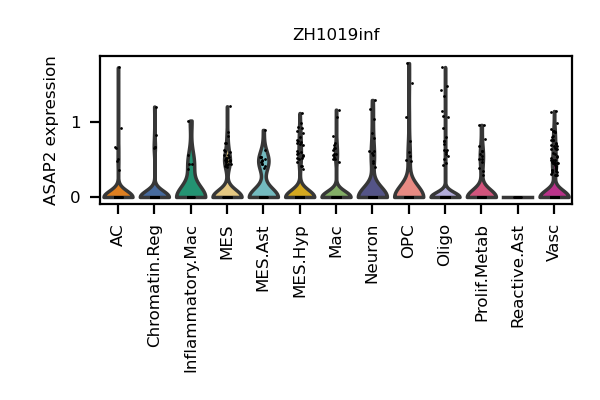 ZH1019inf
ASAP2 expression
1
0
AC
Chromatin.Reg
Inflammatory.Mac
MES
MES.Ast
MES.Hyp
Mac
Neuron
OPC
Oligo
Prolif.Metab
Reactive.Ast
Vasc